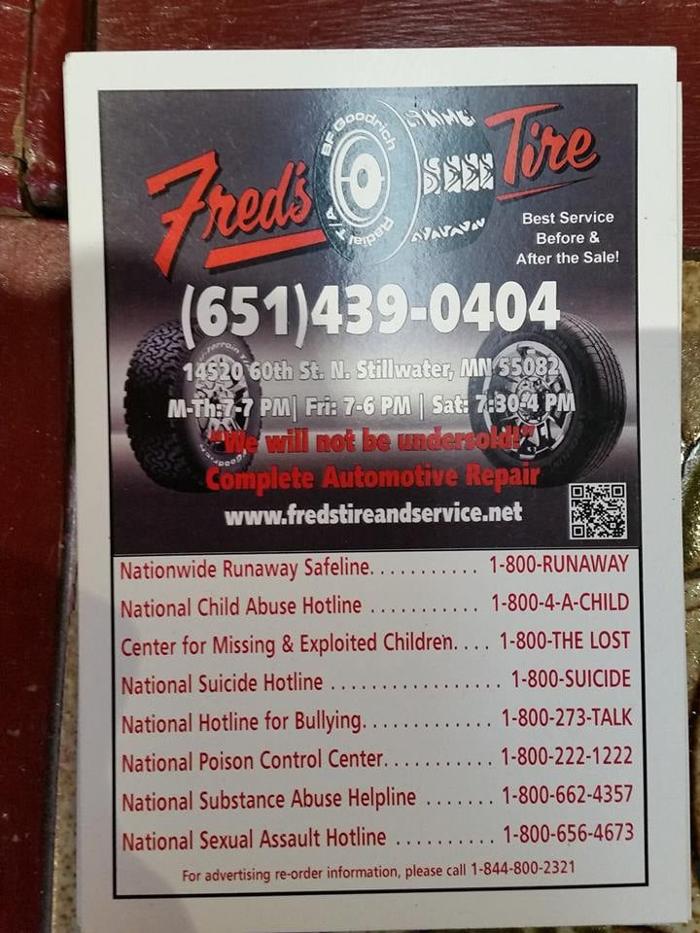 Fred's Tire
BF Goodrich
Radial T/A
Best Service
Before &
After the Sale!
(651)439-0404
14520 60th St. N. Stillwater, MN 55082
M-Th:7-7 PM| Fri: 7-6 PM | Sat: 7:30-4 PM
"We will not be undersold!"
Complete Automotive Repair
www.fredstireandservice.net
Nationwide Runaway Safeline. . . . . . . . . . . 1-800-RUNAWAY
National Child Abuse Hotline . . . . . . . . . . . 1-800-4-A-CHILD
Center for Missing & Exploited Children. . . . 1-800-THE LOST
National Suicide Hotline . . . . . . . . . . . . . . . . . 1-800-SUICIDE
National Hotline for Bullying. . . . . . . . . . . . . 1-800-273-TALK
National Poison Control Center. . . . . . . . . . . 1-800-222-1222
National Substance Abuse Helpline . . . . . . . 1-800-662-4357
National Sexual Assault Hotline . . . . . . . . . . 1-800-656-4673
For advertising re-order information, please call 1-844-800-2321